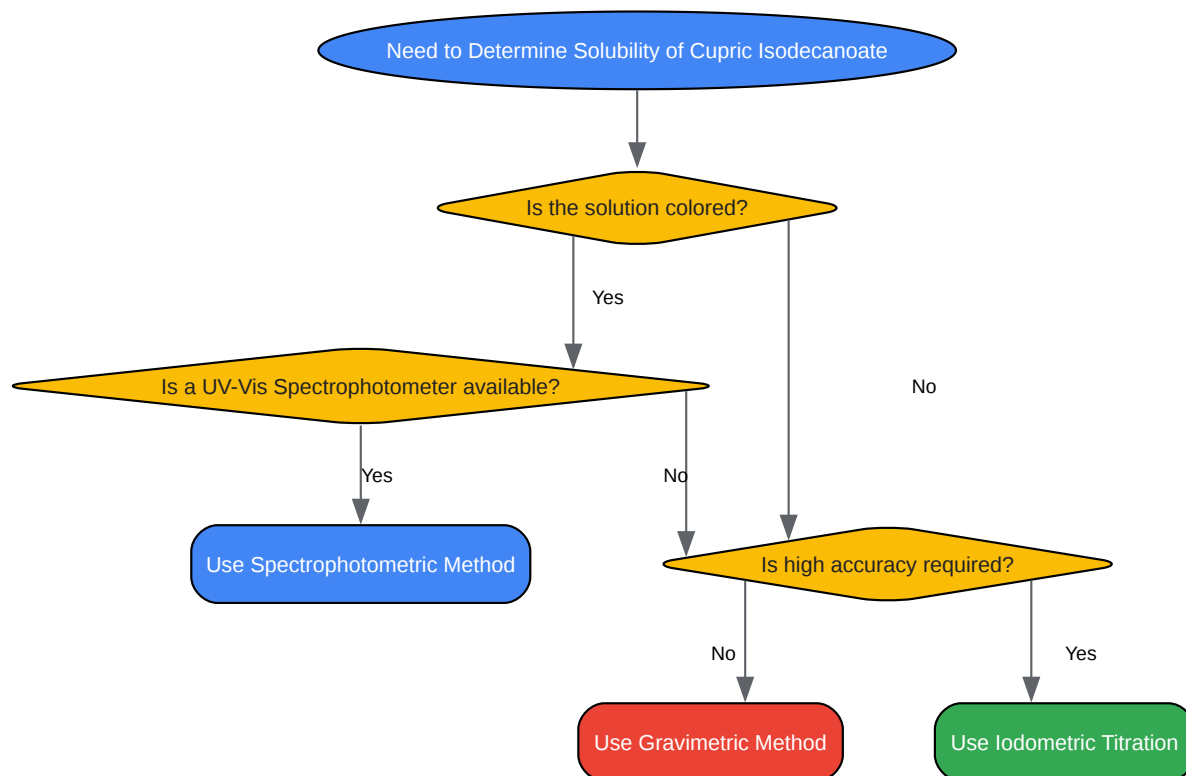 Need to Determine Solubility of Cupric Isodecanoate
Is the solution colored?
Yes
Is a UV-Vis Spectrophotometer available?
No
Yes
No
Use Spectrophotometric Method
Is high accuracy required?
No
Yes
Use Gravimetric Method
Use Iodometric Titration